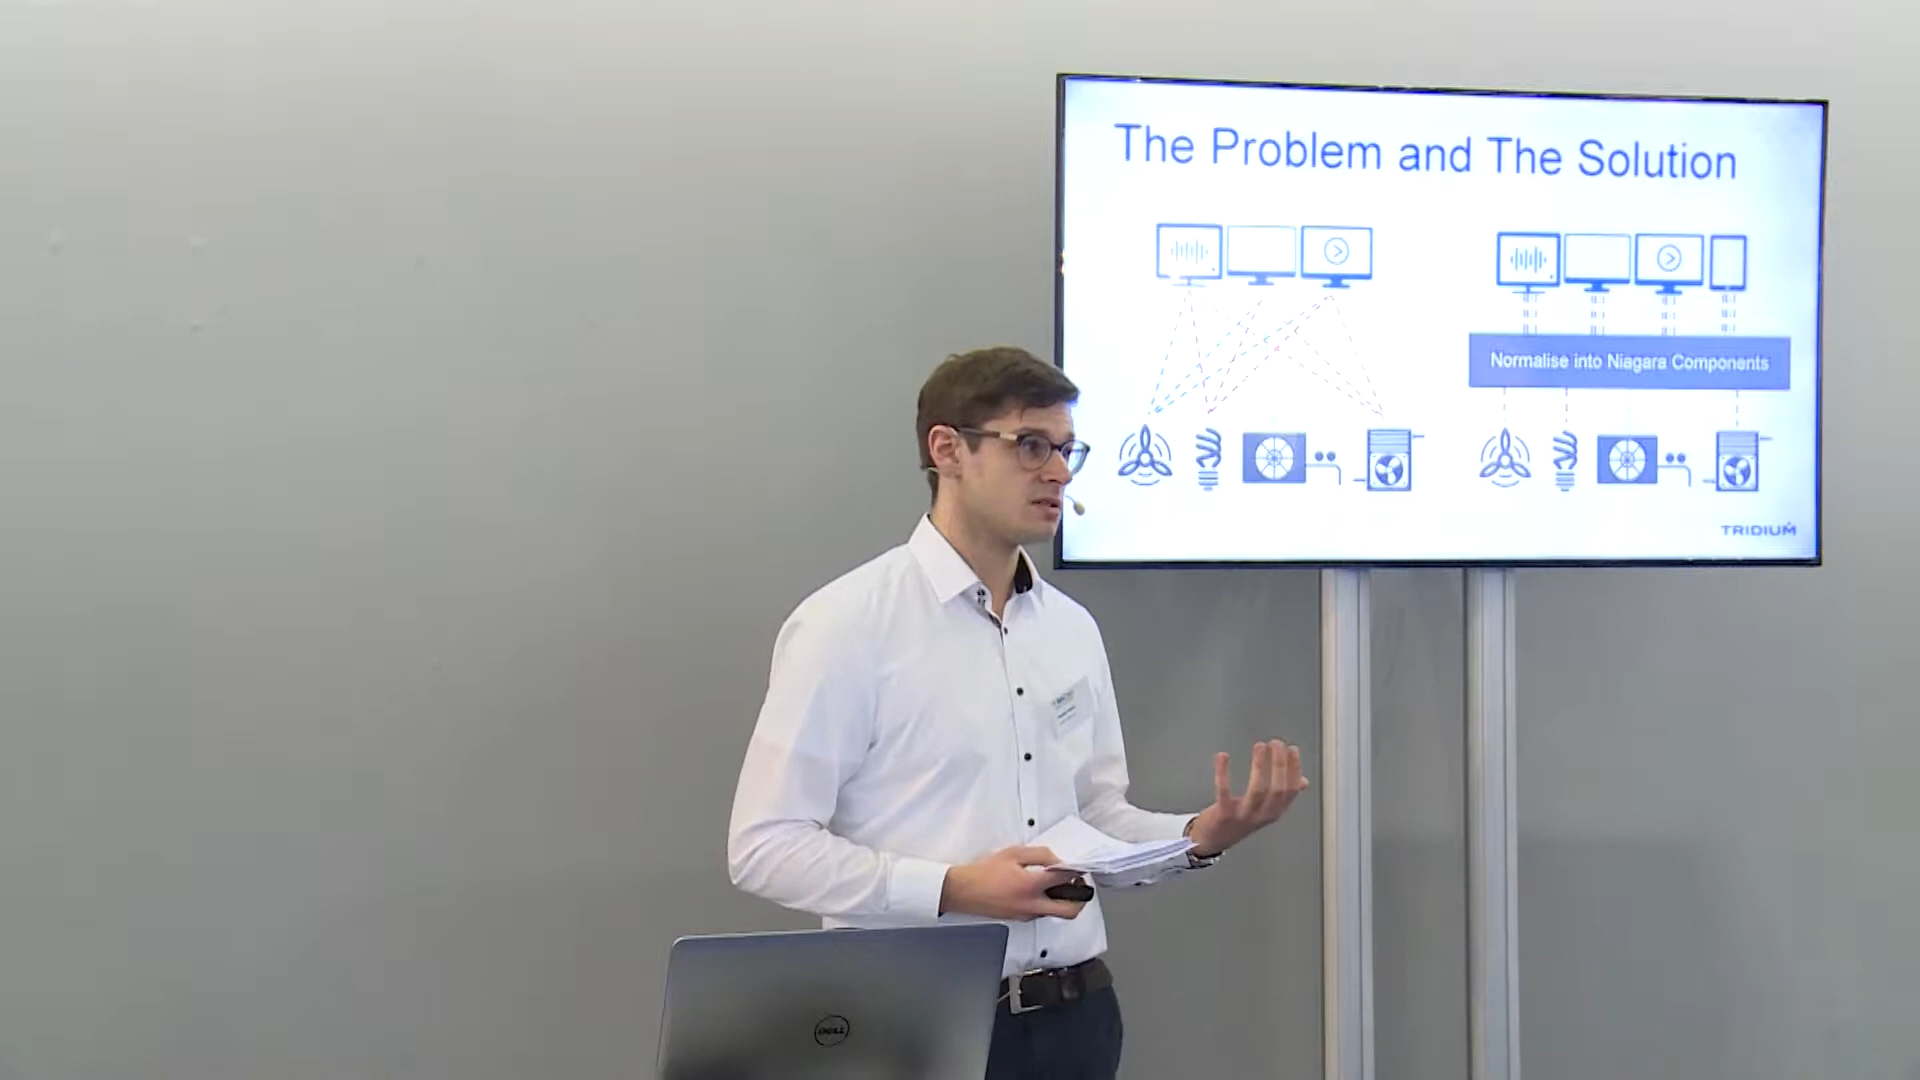 The Problem and The Solution
Normalise into Niagara Components
TRIDIUM
DELL